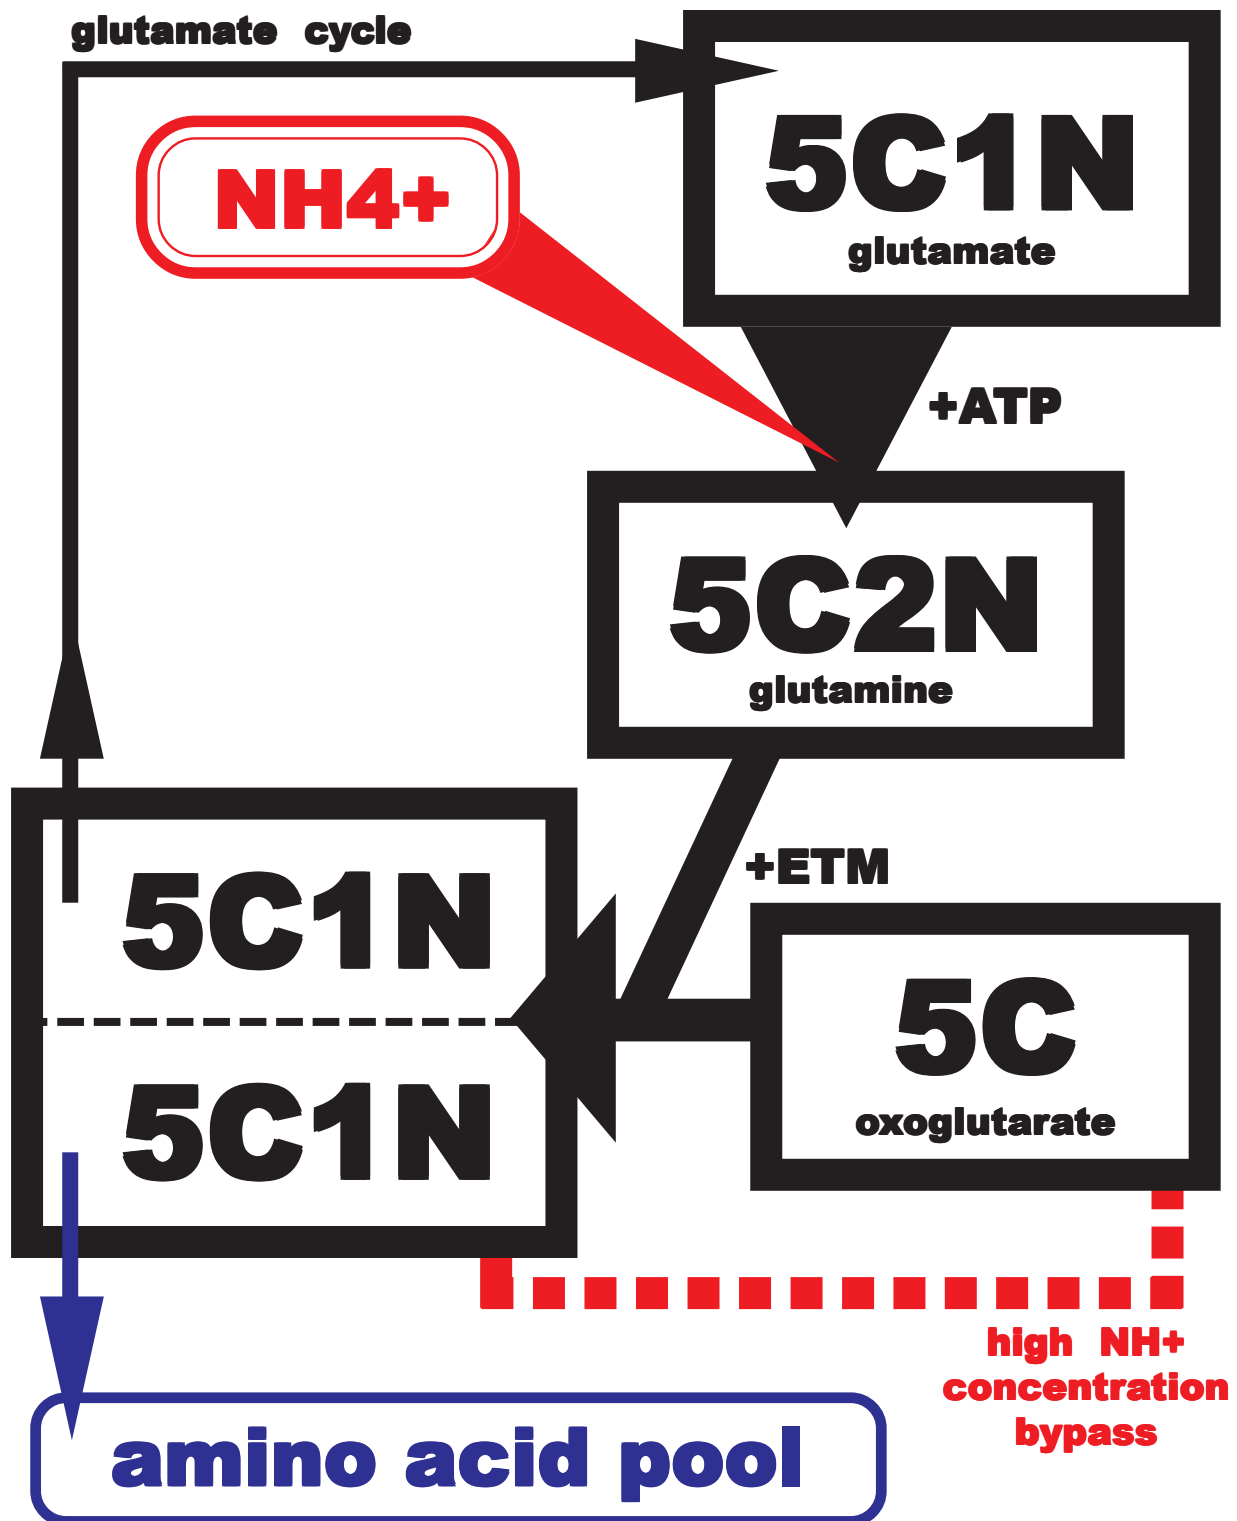 glutamate cycle
NH4+
5C1N
glutamate
+ATP
5C2N
glutamine
+ETM
5C1N
5C1N
5C
oxoglutarate
high NH+
concentration
bypass
amino acid pool